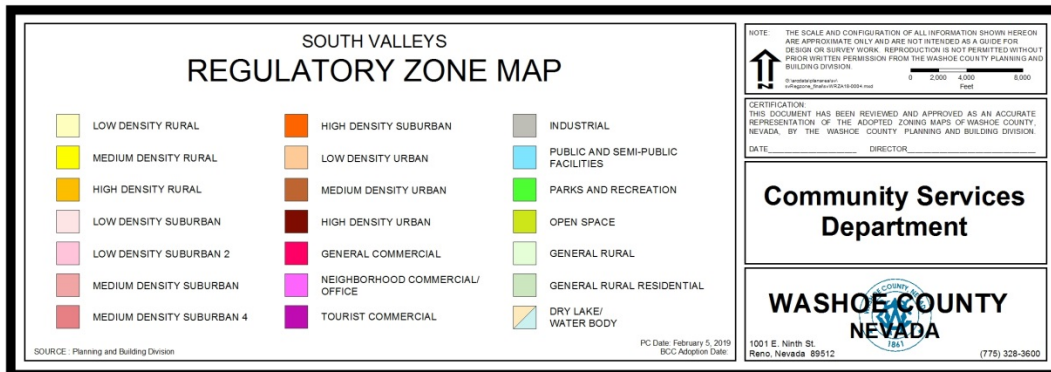 SOUTH VALLEYS
REGULATORY ZONE MAP
LOW DENSITY RURAL
MEDIUM DENSITY RURAL
HIGH DENSITY RURAL
LOW DENSITY SUBURBAN
LOW DENSITY SUBURBAN 2
MEDIUM DENSITY SUBURBAN
MEDIUM DENSITY SUBURBAN 4
HIGH DENSITY SUBURBAN
LOW DENSITY URBAN
MEDIUM DENSITY URBAN
HIGH DENSITY URBAN
GENERAL COMMERCIAL
NEIGHBORHOOD COMMERCIAL/
OFFICE
TOURIST COMMERCIAL
INDUSTRIAL
PUBLIC AND SEMI-PUBLIC
FACILITIES
PARKS AND RECREATION
OPEN SPACE
GENERAL RURAL
GENERAL RURAL RESIDENTIAL
DRY LAKE/
WATER BODY
SOURCE : Planning and Building Division
PC Date: February 5, 2019
BCC Adoption Date:
NOTE: THE SCALE AND CONFIGURATION OF ALL INFORMATION SHOWN HEREON
ARE APPROXIMATE ONLY AND ARE NOT INTENDED AS A GUIDE FOR
DESIGN OR SURVEY WORK. REPRODUCTION IS NOT PERMITTED WITHOUT
PRIOR WRITTEN PERMISSION FROM THE WASHOE COUNTY PLANNING AND
BUILDING DIVISION.
N
0 2,000 4,000 8,000
Feet
CERTIFICATION:
THIS DOCUMENT HAS BEEN REVIEWED AND APPROVED AS AN ACCURATE
REPRESENTATION OF THE ADOPTED ZONING MAPS OF WASHOE COUNTY,
NEVADA, BY THE WASHOE COUNTY PLANNING AND BUILDING DIVISION.
DATE____________________ DIRECTOR______________________________
Community Services
Department
WASHOE COUNTY
NEVADA
1861
1001 E. Ninth St.
Reno, Nevada 89512
(775) 328-3600